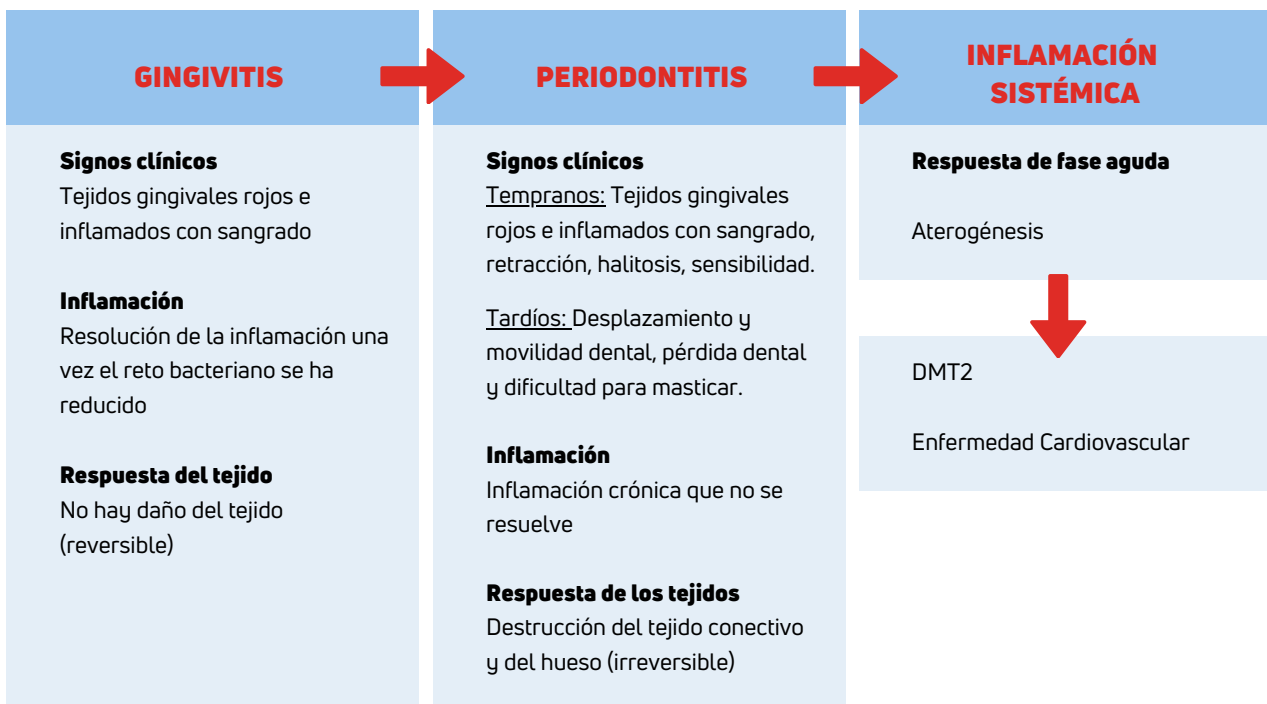 GINGIVITIS
Signos clínicos
Tejidos gingivales rojos e
inflamados con sangrado
Inflamación
Resolución de la inflamación una
vez el reto bacteriano se ha
reducido
Respuesta del tejido
No hay daño del tejido
(reversible)
PERIODONTITIS
Signos clínicos
Tempranos: Tejidos gingivales
rojos e inflamados con sangrado,
retracción, halitosis, sensibilidad.
Tardíos: Desplazamiento y
movilidad dental, pérdida dental
y dificultad para masticar.
Inflamación
Inflamación crónica que no se
resuelve
Respuesta de los tejidos
Destrucción del tejido conectivo
y del hueso (irreversible)
INFLAMACIÓN
SISTÉMICA
Respuesta de fase aguda
Aterogénesis
DMT2
Enfermedad Cardiovascular